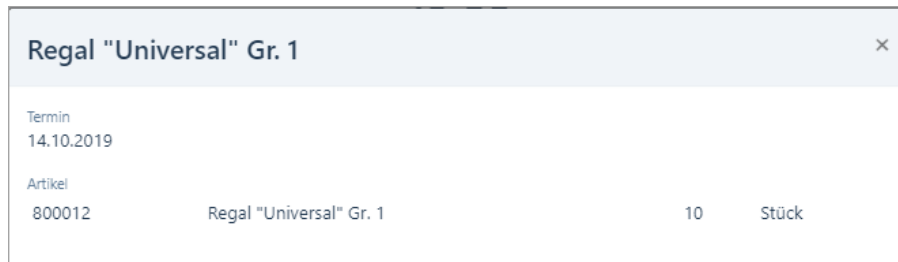 Regal "Universal" Gr. 1 ×
Termin
14.10.2019
Artikel
800012 Regal "Universal" Gr. 1 10 Stück